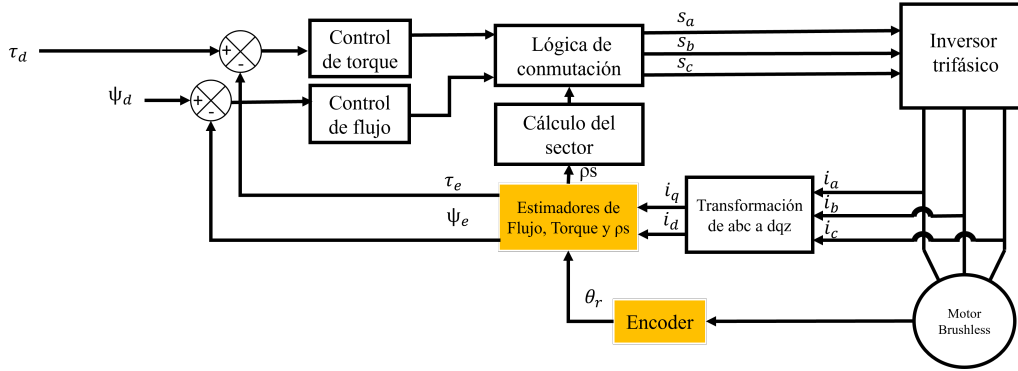 τ_d
+
-
Control
de torque
Lógica de
conmutación
s_a
s_b
s_c
Inversor
trifásico
ψ_d
+
-
Control
de flujo
Cálculo del
sector
ρs
τ_e
ψ_e
Estimadores de
Flujo, Torque y ρs
i_q
i_d
Transformación
de abc a dqz
i_a
i_b
i_c
θ_r
Encoder
Motor
Brushless